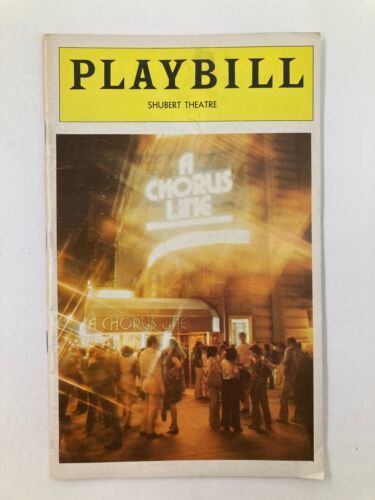 PLAYBILL
SHUBERT THEATRE
A
CHORUS
LINE
A CHORUS LINE